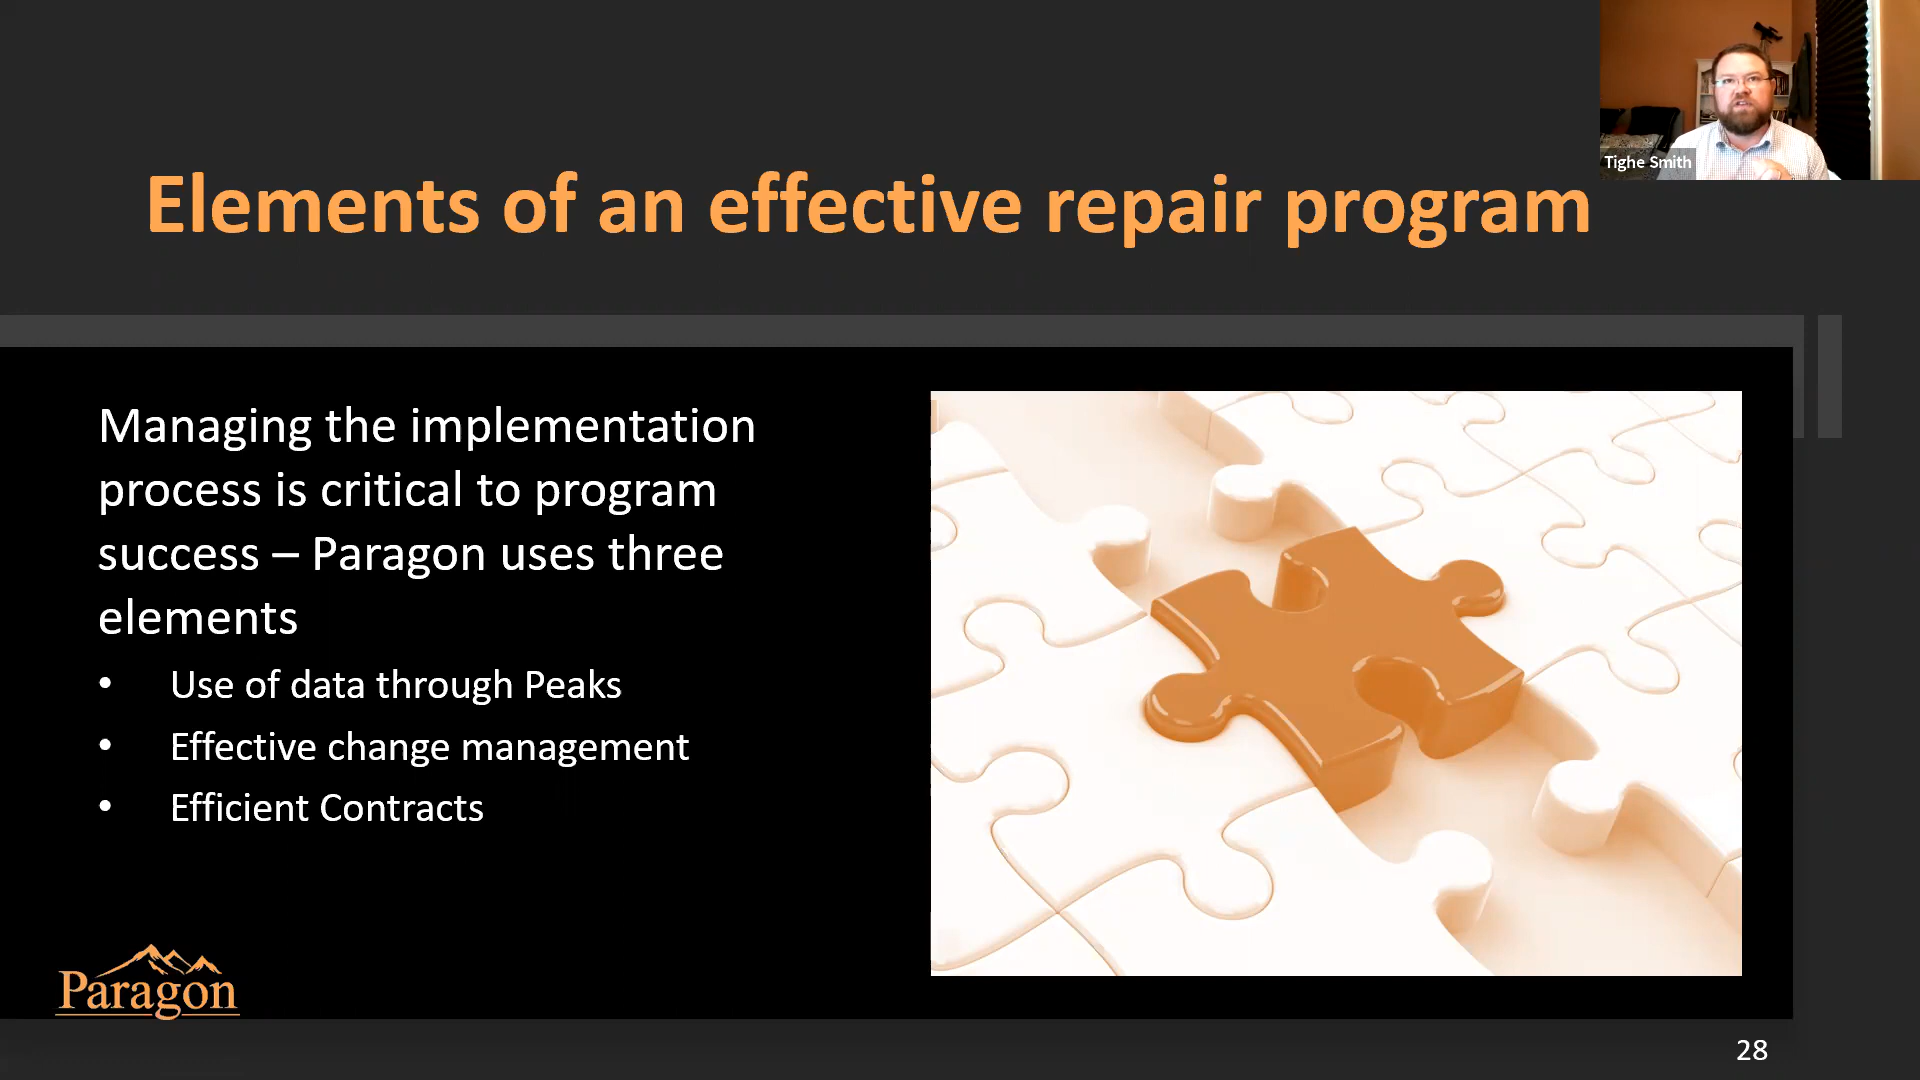 Tighe Smith
Elements of an effective repair program
Managing the implementation
process is critical to program
success – Paragon uses three
elements
• Use of data through Peaks
• Effective change management
• Efficient Contracts
Paragon
28